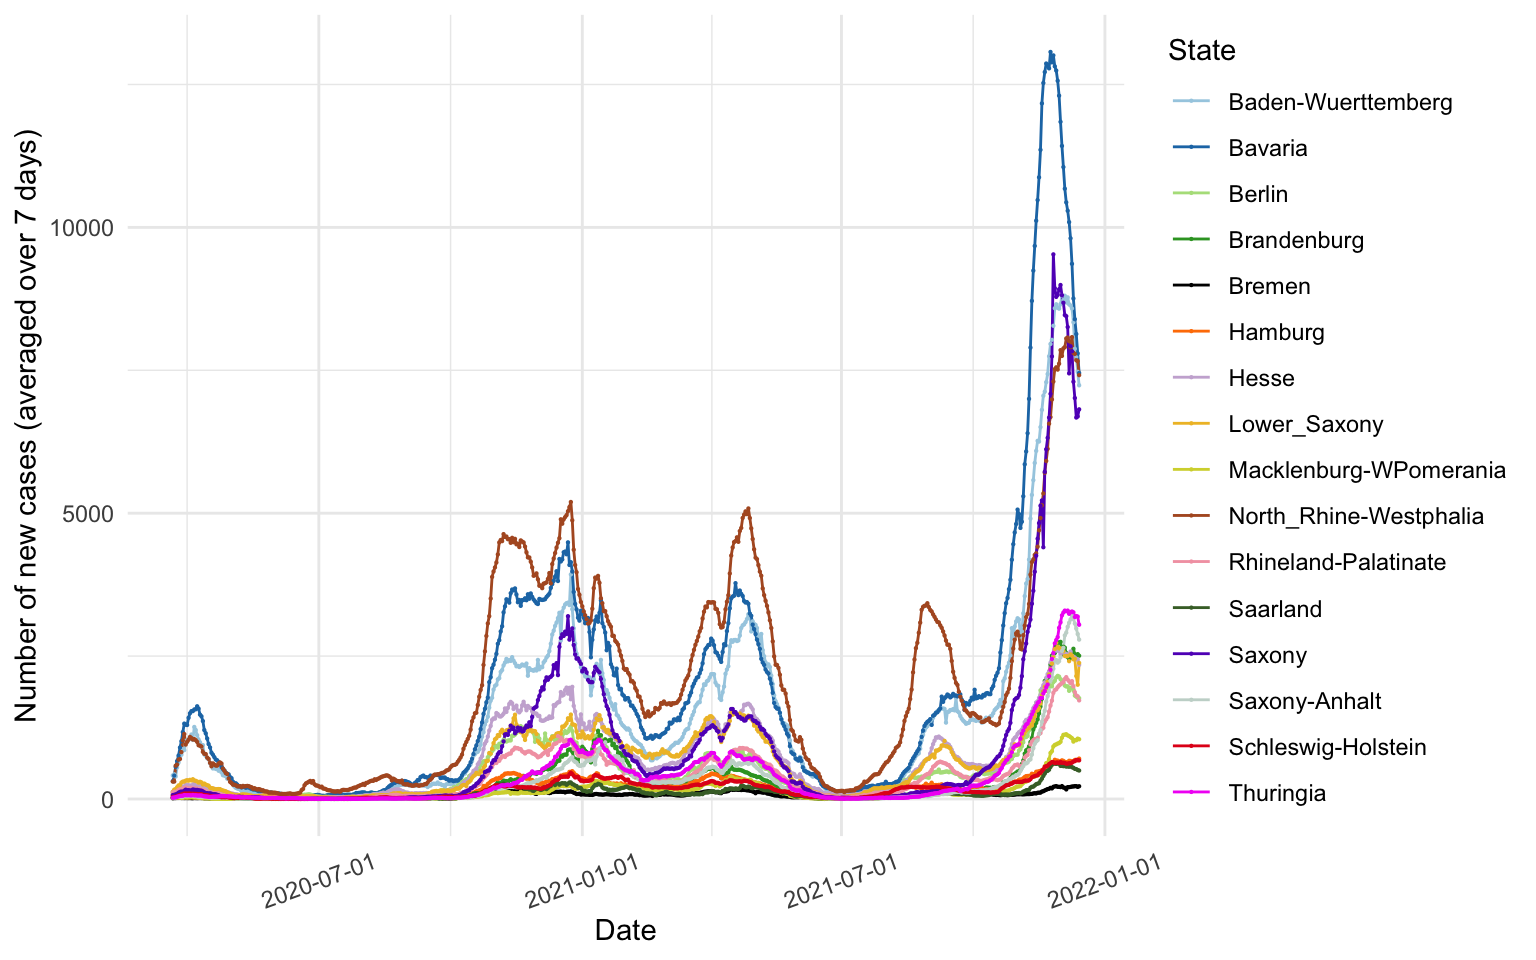 Number of new cases (averaged over 7 days)
10000
5000
0
2020-07-01
2021-01-01
2021-07-01
2022-01-01
Date
State
Baden-Wuerttemberg
Bavaria
Berlin
Brandenburg
Bremen
Hamburg
Hesse
Lower_Saxony
Macklenburg-WPomerania
North_Rhine-Westphalia
Rhineland-Palatinate
Saarland
Saxony
Saxony-Anhalt
Schleswig-Holstein
Thuringia